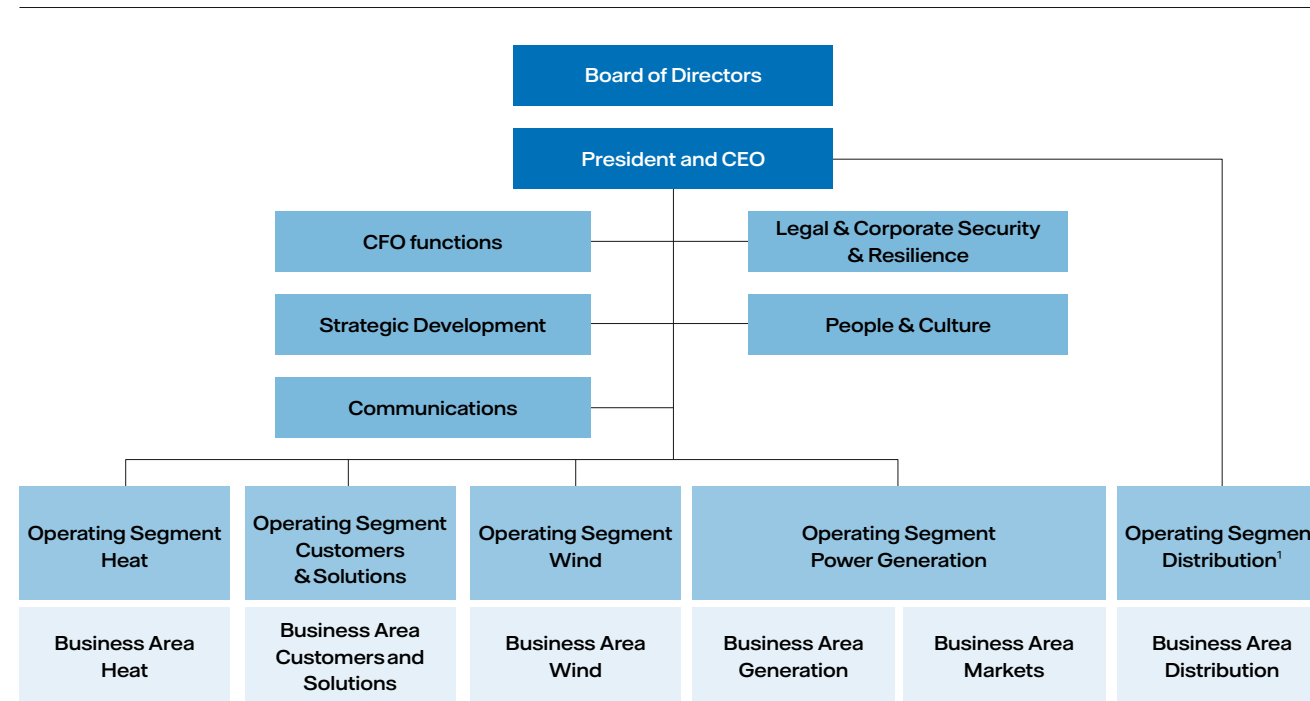 Board of Directors
President and CEO
CFO functions
Legal & Corporate Security
& Resilience
Strategic Development
People & Culture
Communications
Operating Segment
Heat
Operating Segment
Customers
& Solutions
Operating Segment
Wind
Operating Segment
Power Generation
Operating Segmen
Distribution¹
Business Area
Heat
Business Area
Customers and
Solutions
Business Area
Wind
Business Area
Generation
Business Area
Markets
Business Area
Distribution